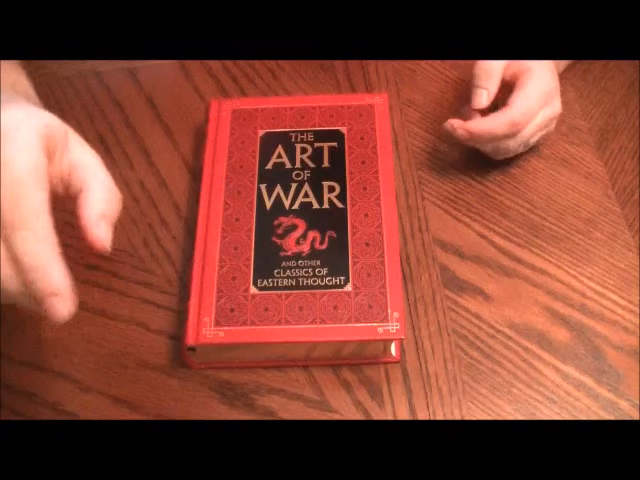 THE
ART
OF
WAR
AND OTHER
CLASSICS OF
EASTERN THOUGHT